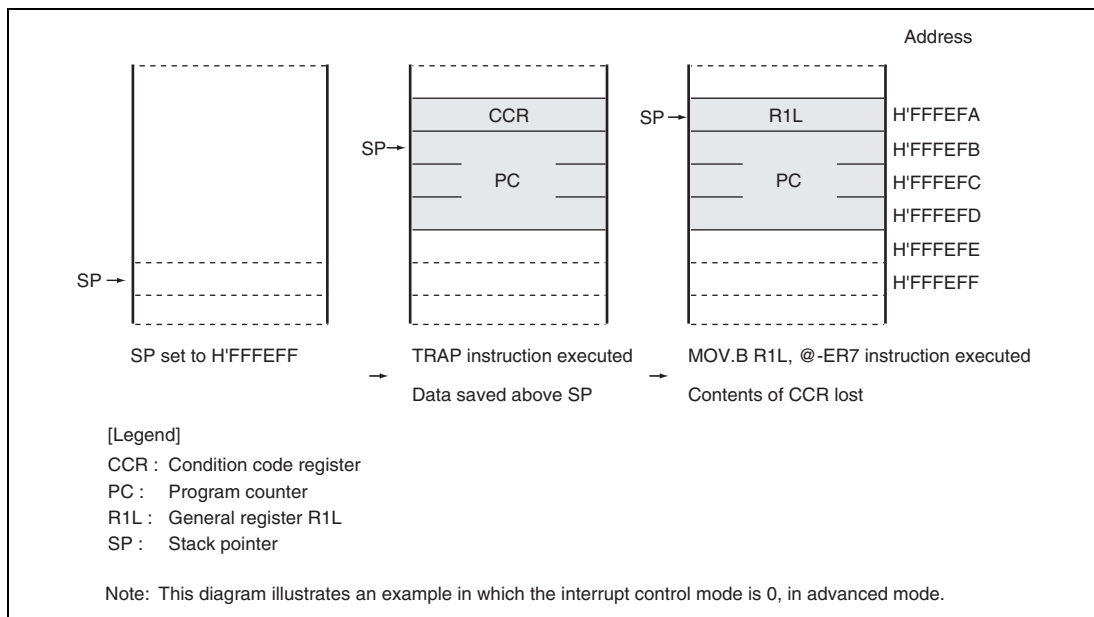 Address
CCR
SP
R1L
H'FFFEFA
SP
H'FFFEFB
PC
PC
H'FFFEFC
H'FFFEFD
H'FFFEFE
SP
H'FFFEFF
SP set to H'FFFEFF
TRAP instruction executed
MOV.B R1L, @-ER7 instruction executed
Data saved above SP
Contents of CCR lost
[Legend]
CCR : Condition code register
PC : Program counter
R1L : General register R1L
SP : Stack pointer
Note: This diagram illustrates an example in which the interrupt control mode is 0, in advanced mode.